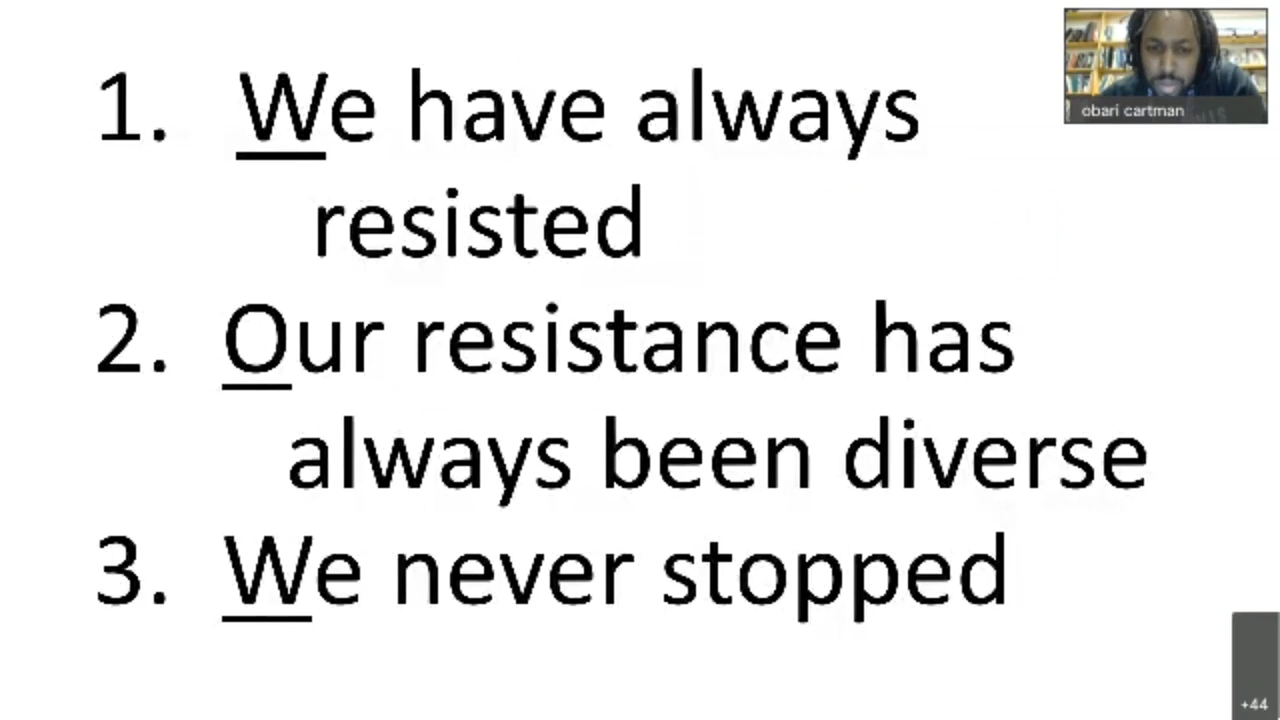 1. We have always
resisted
2. Our resistance has
always been diverse
3. We never stopped
obari cartman
+44